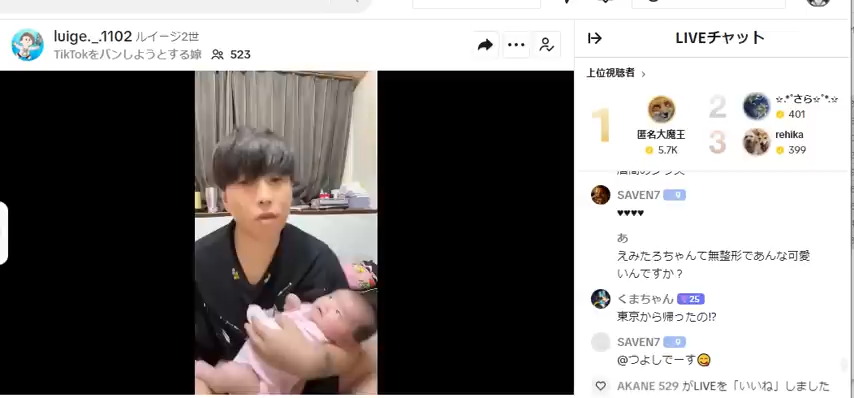 luige._.1102 ルイージ2世
TikTokをバンしようとする嫁 523
LIVEチャット
上位視聴者
1
匿名大魔王
5.7K
2
☆.*˚さら☆˚*.☆
401
3
rehika
399
SAVEN7 9
♥♥♥♥
あ
えみたろちゃんて無整形であんな可愛
いんですか？
くまちゃん 25
東京から帰ったの⁉
SAVEN7 9
@つよしでーす😋
AKANE 529 がLIVEを「いいね」しました